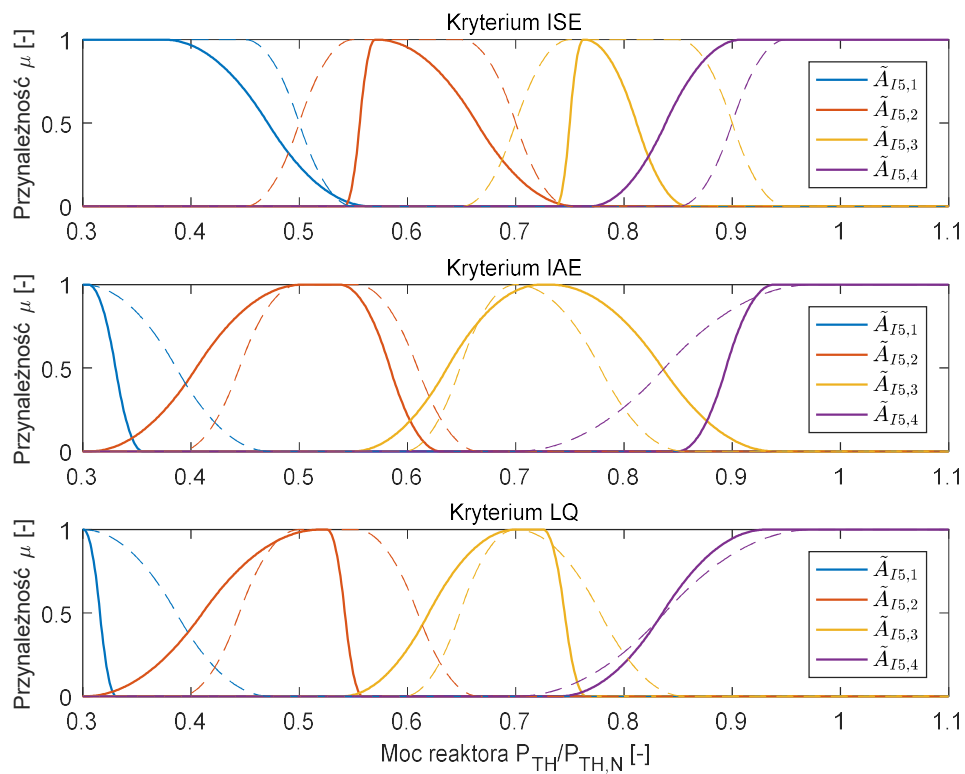 Kryterium ISE
Przynależność μ [-]
1
0.5
0
Ã_{I5,1}
Ã_{I5,2}
Ã_{I5,3}
Ã_{I5,4}
0.3 0.4 0.5 0.6 0.7 0.8 0.9 1 1.1
Kryterium IAE
Przynależność μ [-]
1
0.5
0
Ã_{I5,1}
Ã_{I5,2}
Ã_{I5,3}
Ã_{I5,4}
0.3 0.4 0.5 0.6 0.7 0.8 0.9 1 1.1
Kryterium LQ
Przynależność μ [-]
1
0.5
0
Ã_{I5,1}
Ã_{I5,2}
Ã_{I5,3}
Ã_{I5,4}
0.3 0.4 0.5 0.6 0.7 0.8 0.9 1 1.1
Moc reaktora P_{TH}/P_{TH,N} [-]